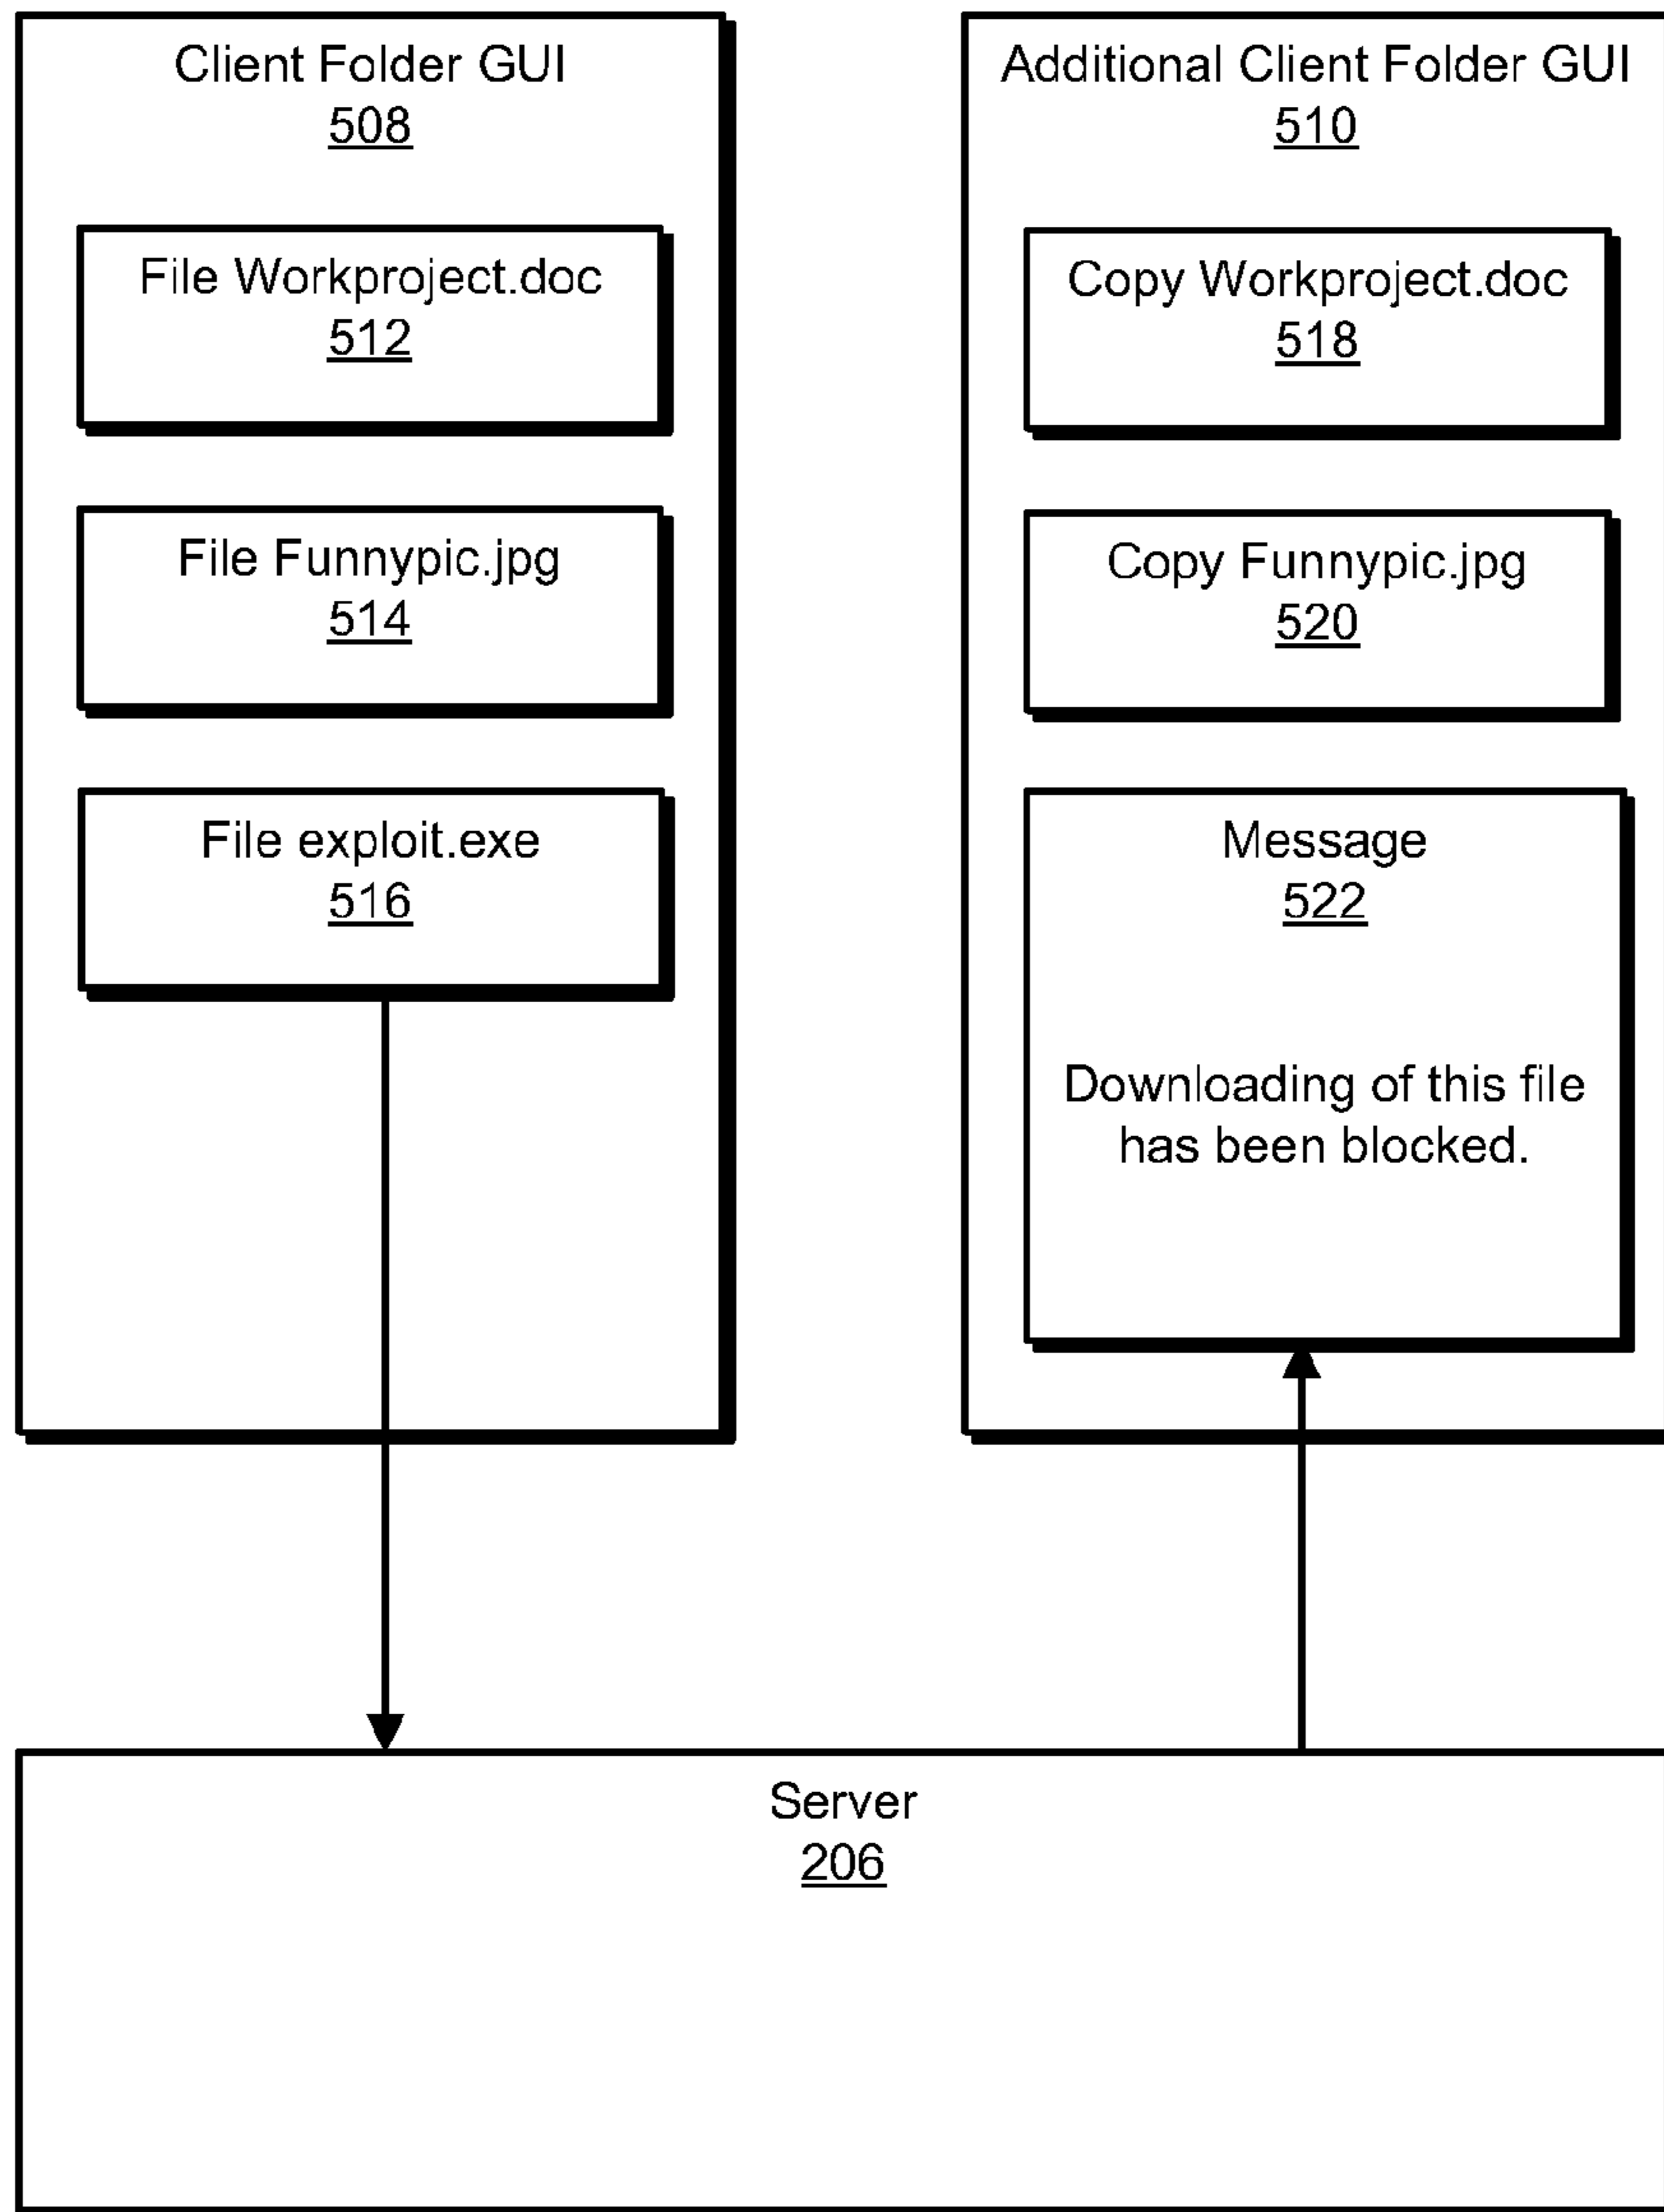 Client Folder GUI
508
File Workproject.doc
512
File Funnypic.jpg
514
File exploit.exe
516
Additional Client Folder GUI
510
Copy Workproject.doc
518
Copy Funnypic.jpg
520
Message
522
Downloading of this file
has been blocked.
Server
206